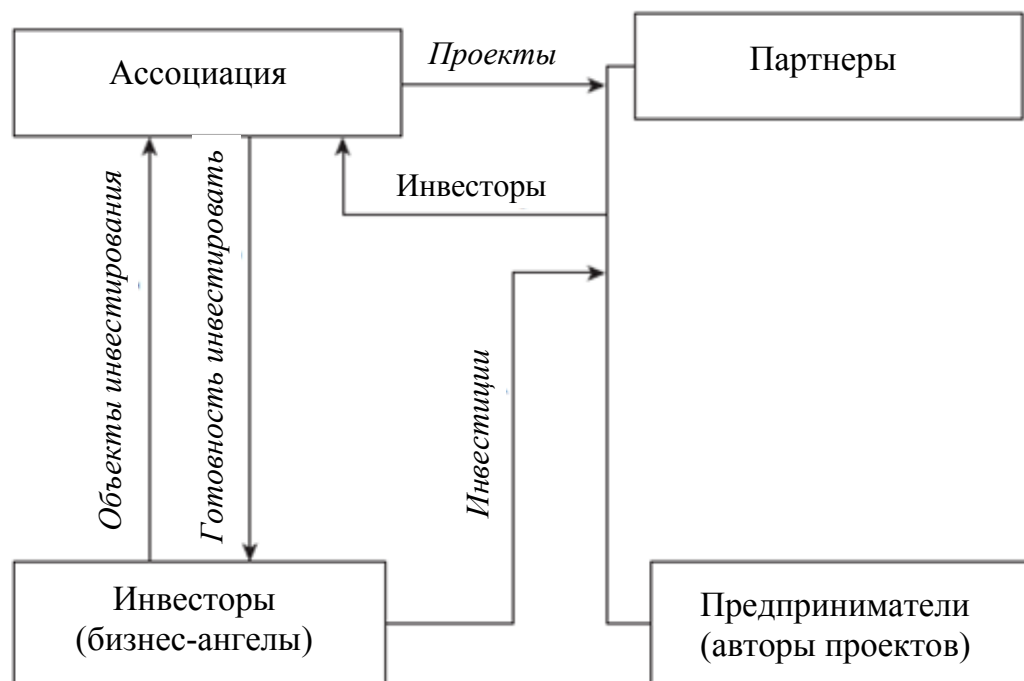 Ассоциация
Проекты
Партнеры
Инвесторы
Объекты инвестирования
Готовность инвестировать
Инвестиции
Инвесторы
(бизнес-ангелы)
Предприниматели
(авторы проектов)